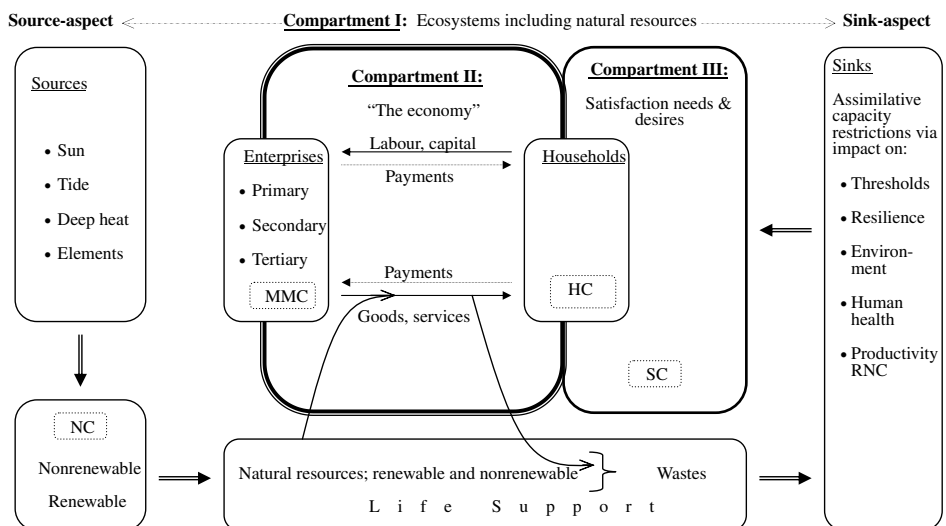 Source-aspect
Compartment I: Ecosystems including natural resources
Sink-aspect
Sources
• Sun
• Tide
• Deep heat
• Elements
NC
Nonrenewable
Renewable
Compartment II:
“The economy”
Enterprises
• Primary
• Secondary
• Tertiary
MMC
Labour, capital
Payments
Payments
Goods, services
Households
HC
Compartment III:
Satisfaction needs &
desires
SC
Natural resources; renewable and nonrenewable
Wastes
Life Support
Sinks
Assimilative
capacity
restrictions via
impact on:
• Thresholds
• Resilience
• Environ-
ment
• Human
health
• Productivity
RNC